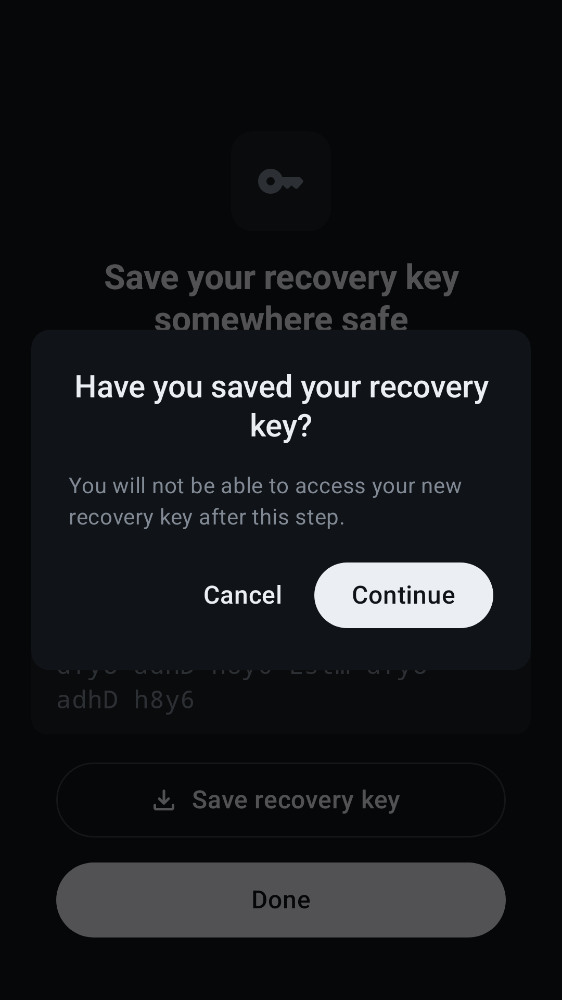 Save your recovery key
somewhere safe
Have you saved your recovery
key?
You will not be able to access your new
recovery key after this step.
Cancel
Continue
adhD h8y6
Save recovery key
Done